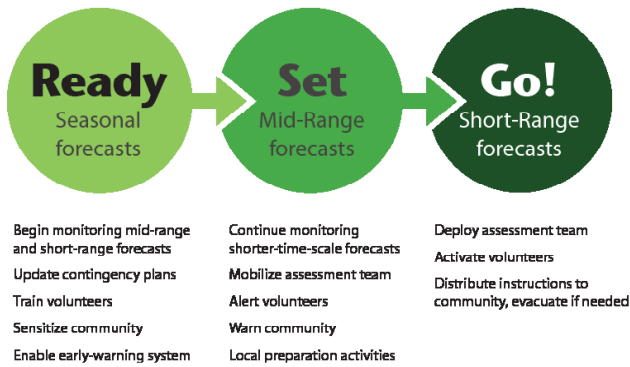 Ready
Seasonal
forecasts
Set
Mid-Range
forecasts
Go!
Short-Range
forecasts
Begin monitoring mid-range
and short-range forecasts
Update contingency plans
Train volunteers
Sensitize community
Enable early-warning system
Continue monitoring
shorter-time-scale forecasts
Mobilize assessment team
Alert volunteers
Warn community
Local preparation activities
Deploy assessment team
Activate volunteers
Distribute instructions to
community, evacuate if needed